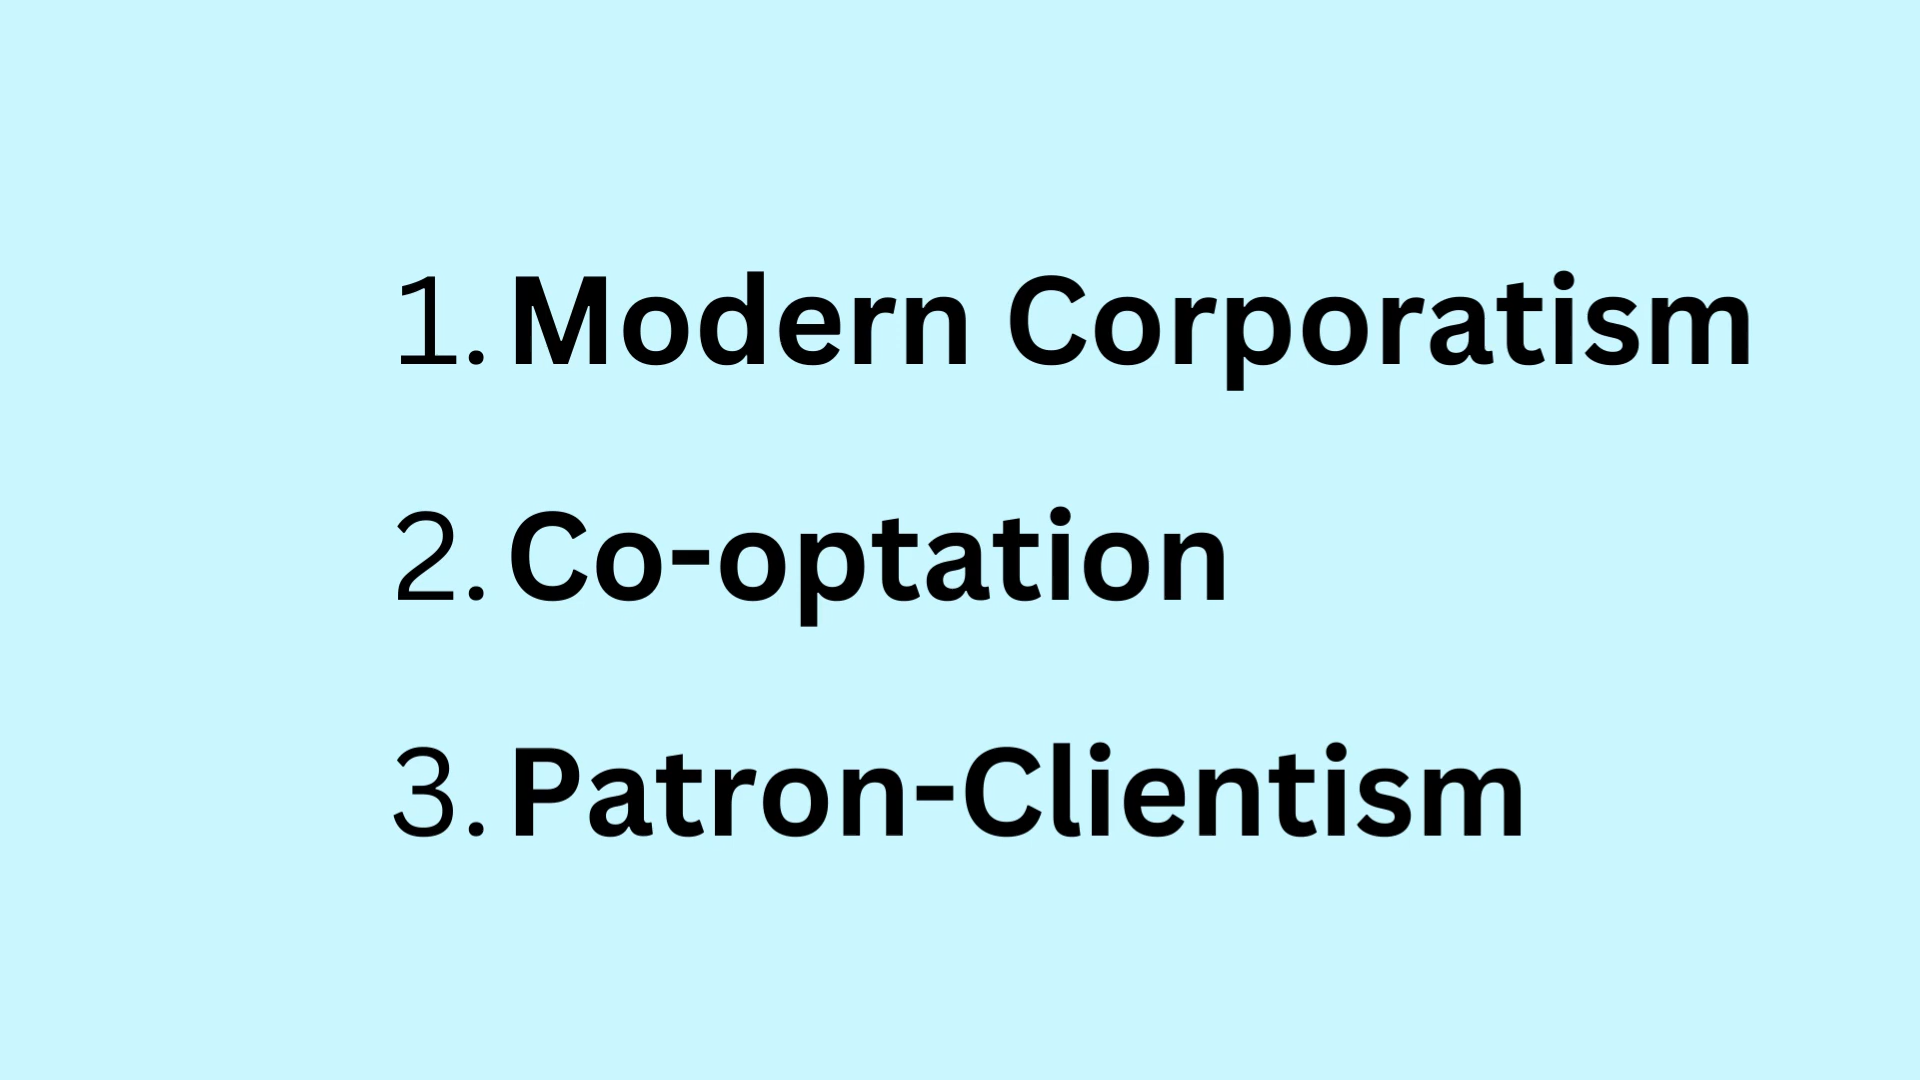 1. Modern Corporatism
2. Co-optation
3. Patron-Clientism